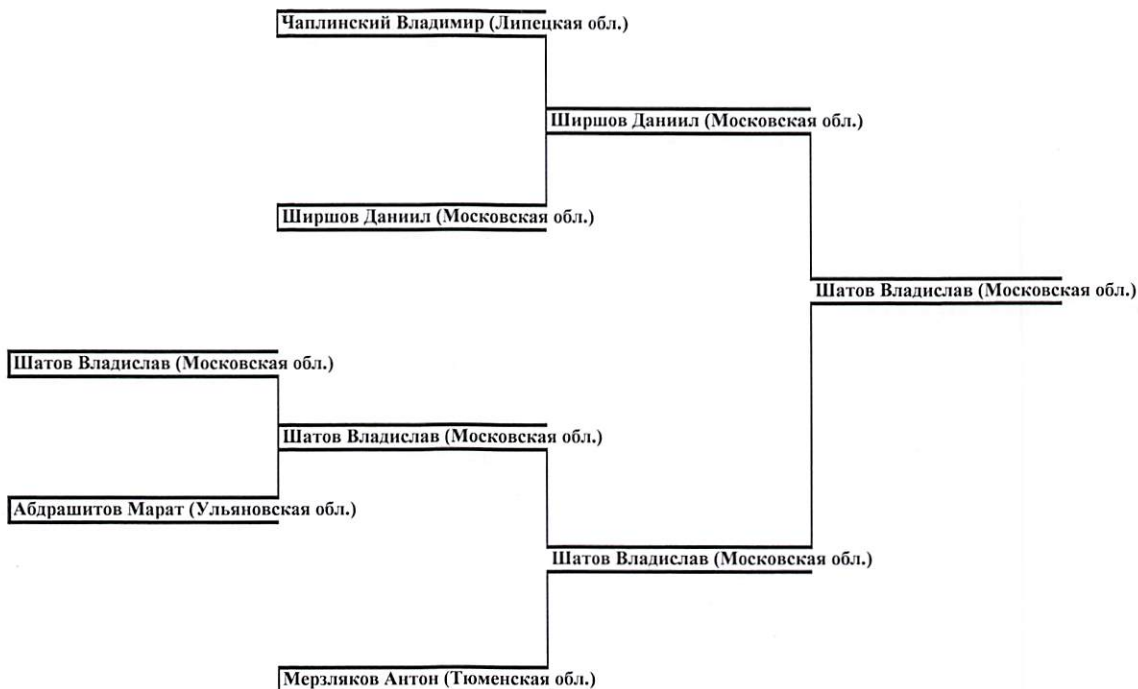 Чаплинский Владимир (Липецкая обл.)
Ширшов Даниил (Московская обл.)
Ширшов Даниил (Московская обл.)
Шатов Владислав (Московская обл.)
Шатов Владислав (Московская обл.)
Шатов Владислав (Московская обл.)
Абдрашитов Марат (Ульяновская обл.)
Шатов Владислав (Московская обл.)
Мерзляков Антон (Тюменская обл.)